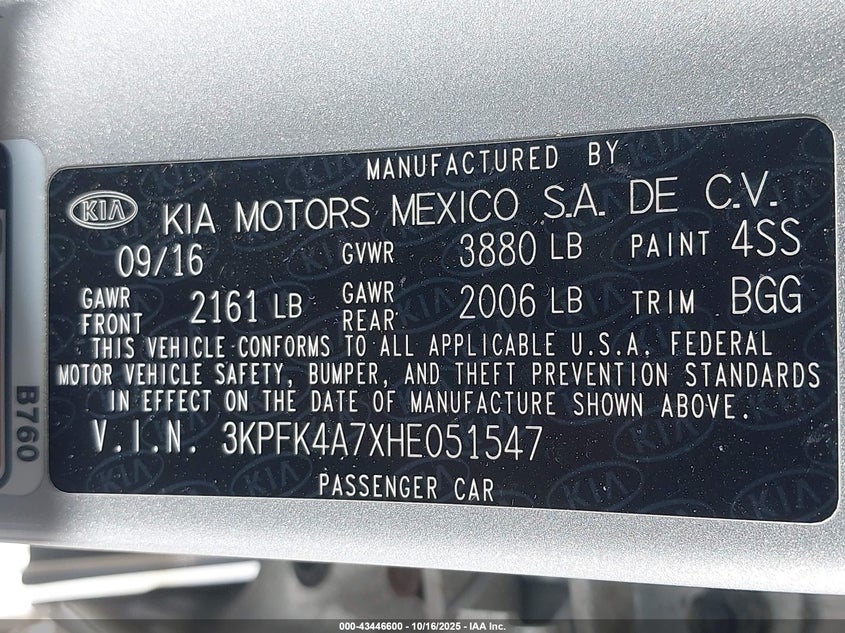 MANUFACTURED BY
KIA KIA MOTORS MEXICO S.A. DE C.V.
09/16 GVWR 3880 LB PAINT 4SS
GAWR FRONT 2161 LB GAWR REAR 2006 LB TRIM BGG
THIS VEHICLE CONFORMS TO ALL APPLICABLE U.S.A. FEDERAL
MOTOR VEHICLE SAFETY, BUMPER, AND THEFT PREVENTION STANDARDS
IN EFFECT ON THE DATE OF MANUFACTURE SHOWN ABOVE.
V.I.N. 3KPFK4A7XHE051547
PASSENGER CAR
B760
000-43446600 - 10/16/2025 - IAA Inc.